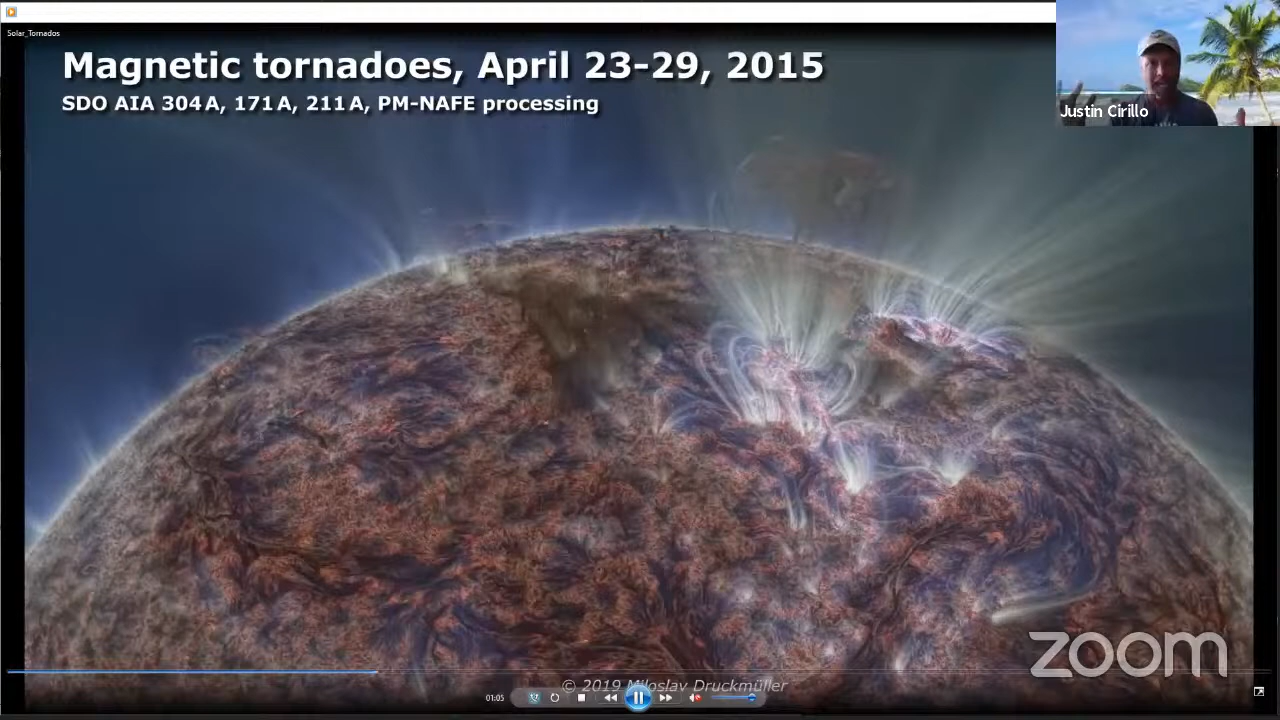 Solar_Tornados
Magnetic tornadoes, April 23-29, 2015
SDO AIA 304 A, 171 A, 211 A, PM-NAFE processing
Justin Cirillo
zoom
© 2019 Miloslav Druckmüller
01:05